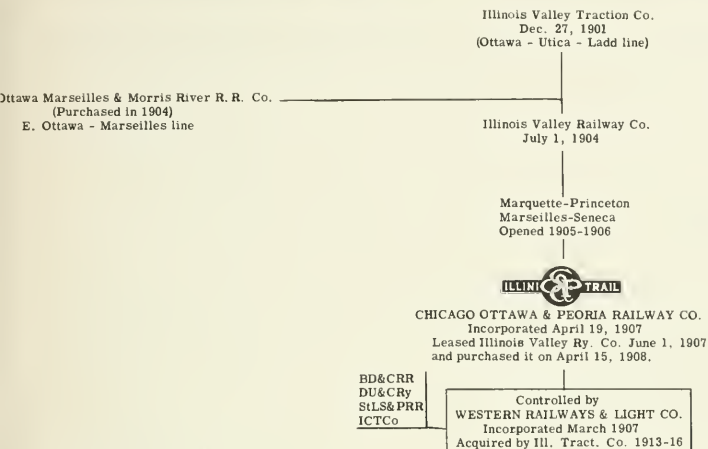 Illinois Valley Traction Co.
Dec. 27, 1901
(Ottawa - Utica - Ladd line)
Ottawa Marseilles & Morris River R. R. Co.
(Purchased in 1904)
E. Ottawa - Marseilles line
Illinois Valley Railway Co.
July 1, 1904
Marquette-Princeton
Marseilles-Seneca
Opened 1905-1906
ILLINI TRAIL
CHICAGO OTTAWA & PEORIA RAILWAY CO.
Incorporated April 19, 1907
Leased Illinois Valley Ry. Co. June 1, 1907
and purchased it on April 15, 1908.
BD&CRR
DU&CRy
StLS&PRR
ICTCo
Controlled by
WESTERN RAILWAYS & LIGHT CO.
Incorporated March 1907
Acquired by Ill. Tract. Co. 1913-16